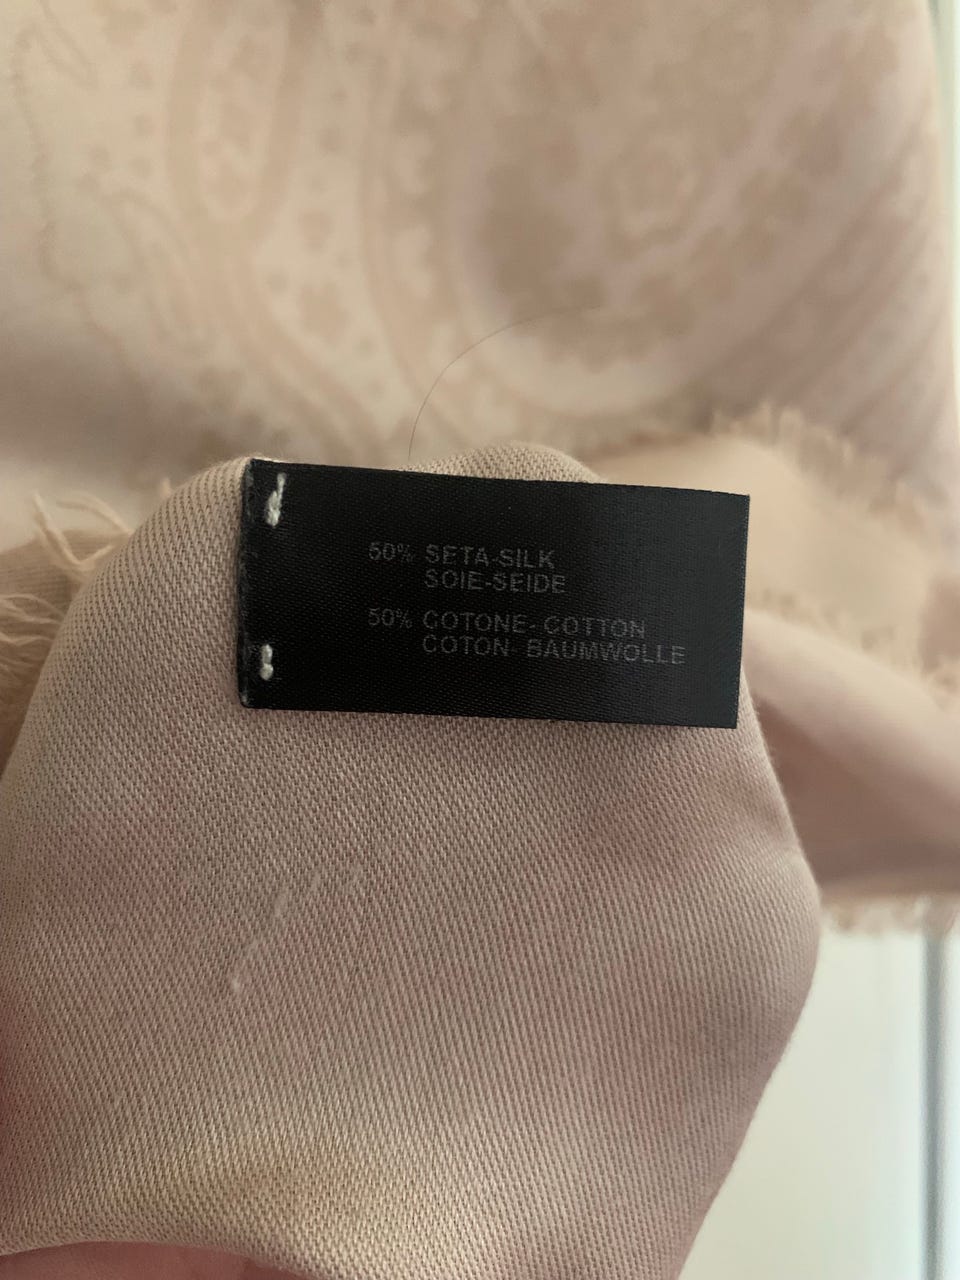 50% SETA-SILK
SOIE-SEIDE
50% COTONE- COTTON
COTON- BAUMWOLLE